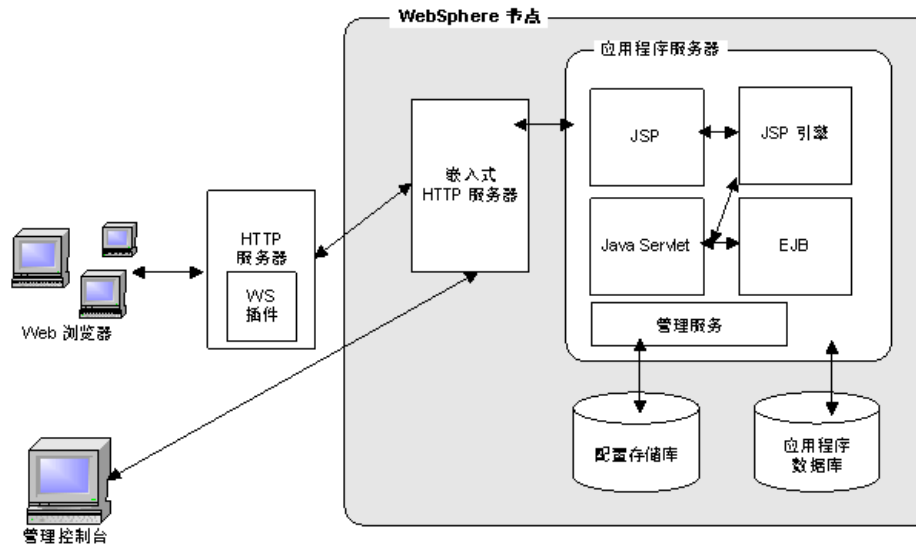 WebSphere 节点
应用程序服务器
JSP
JSP 引擎
嵌入式
HTTP 服务器
HTTP
服务器
WS
插件
Java Servlet
EJB
Web 浏览器
管理服务
配置存储库
应用程序
数据库
管理控制台